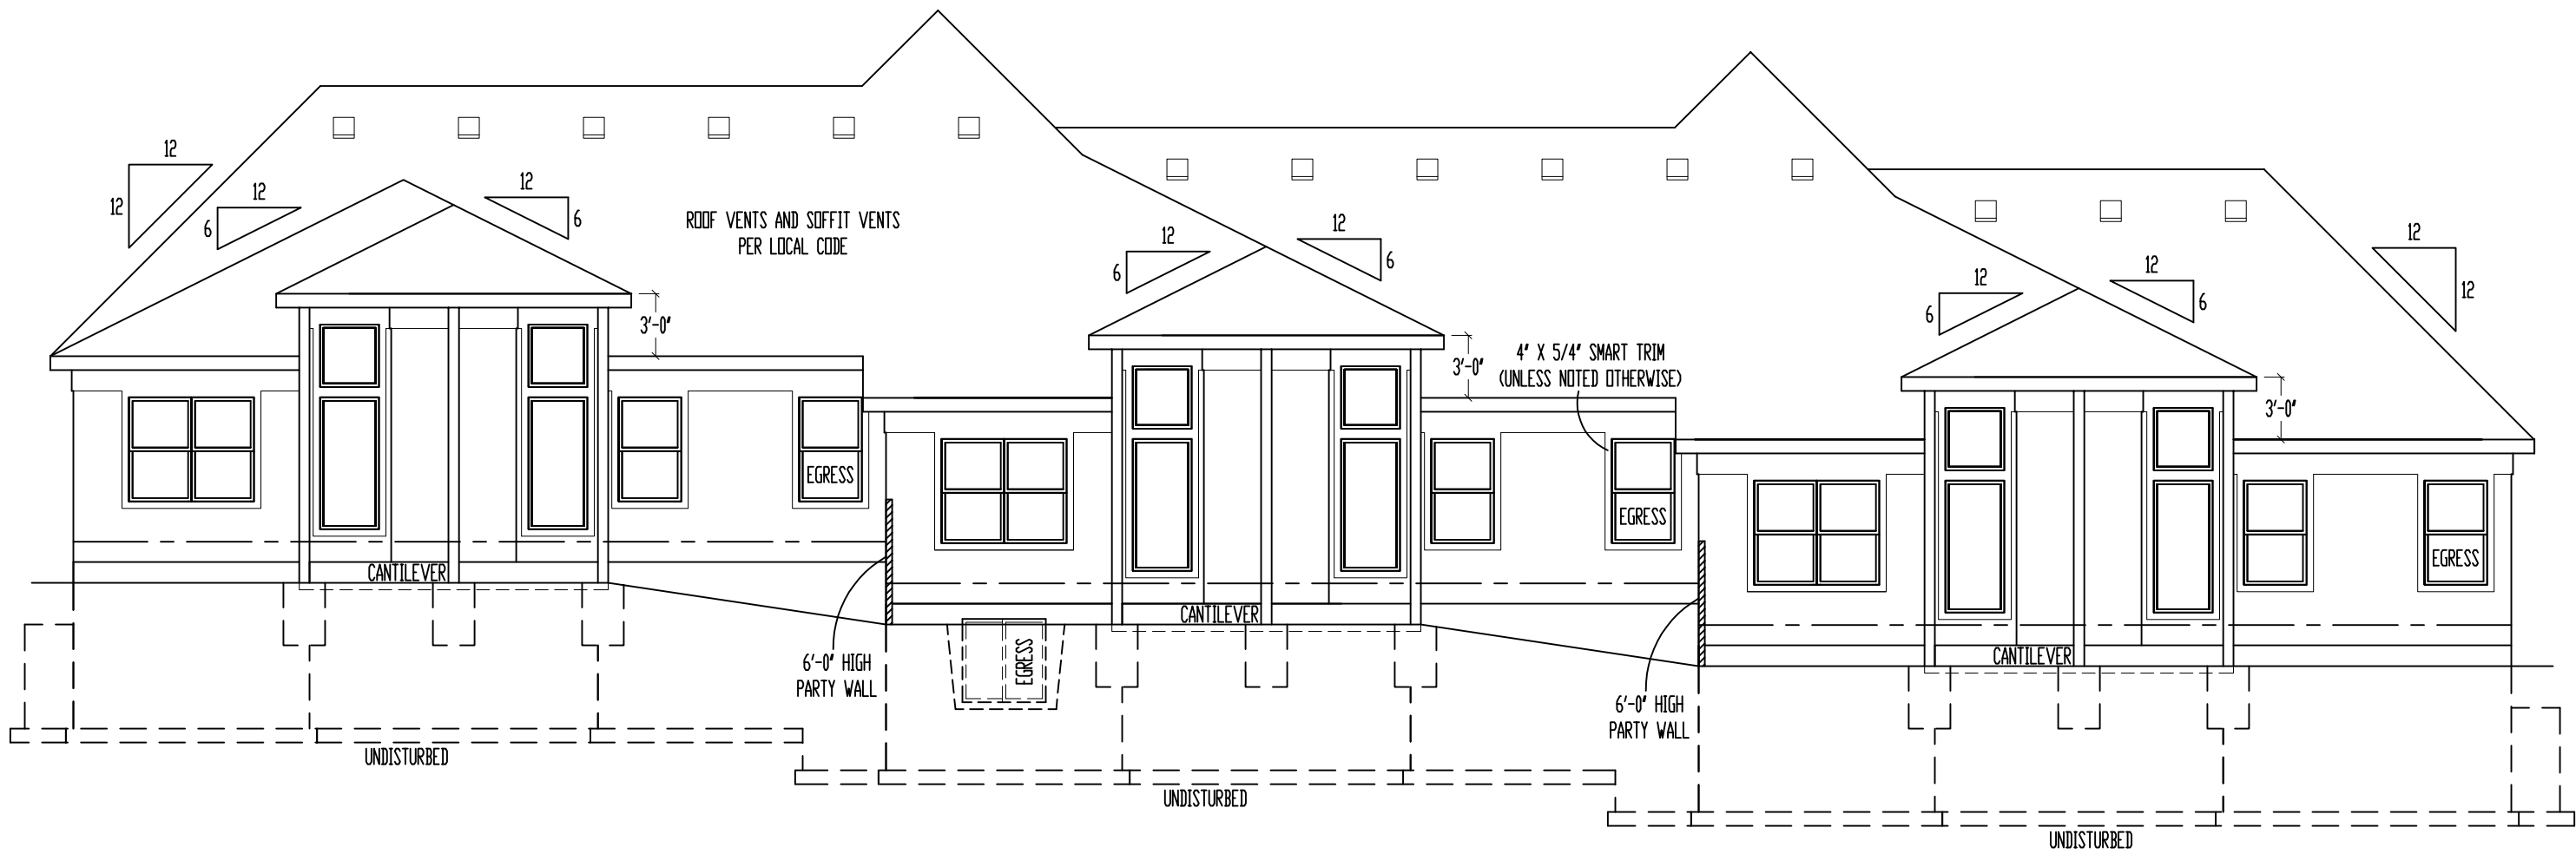 12
12
12
6
12
6
ROOF VENTS AND SOFFIT VENTS
PER LOCAL CODE
3'-0"
EGRESS
CANTILEVER
UNDISTURBED
6'-0" HIGH
PARTY WALL
12
6
12
6
3'-0"
4" X 5/4" SMART TRIM
(UNLESS NOTED OTHERWISE)
EGRESS
CANTILEVER
EGRESS
UNDISTURBED
6'-0" HIGH
PARTY WALL
12
6
12
6
12
12
3'-0"
EGRESS
CANTILEVER
UNDISTURBED